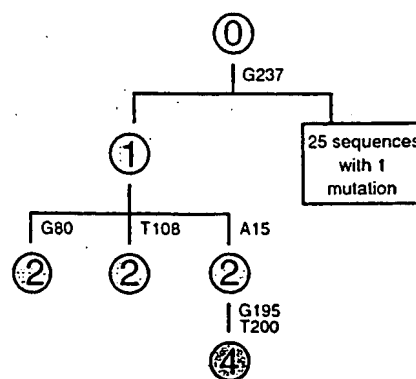 0
G237
1
25 sequences
with 1
mutation
G80
T108
A15
2
2
2
G195
T200
4